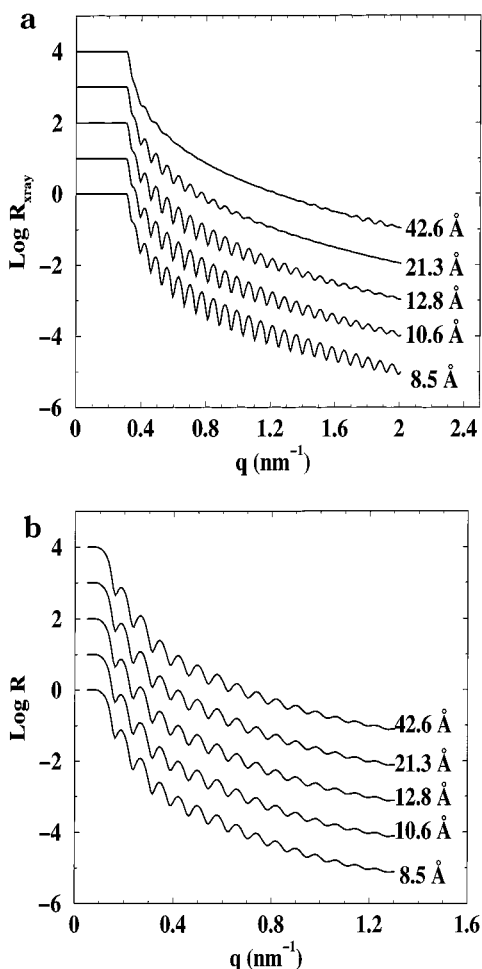 a
4
2
0
−2
−4
−6
Log Rxray
42.6 Å
21.3 Å
12.8 Å
10.6 Å
8.5 Å
0 0.4 0.8 1.2 1.6 2 2.4
q (nm⁻¹)
b
4
2
0
−2
−4
−6
Log R
42.6 Å
21.3 Å
12.8 Å
10.6 Å
8.5 Å
0 0.4 0.8 1.2 1.6
q (nm⁻¹)